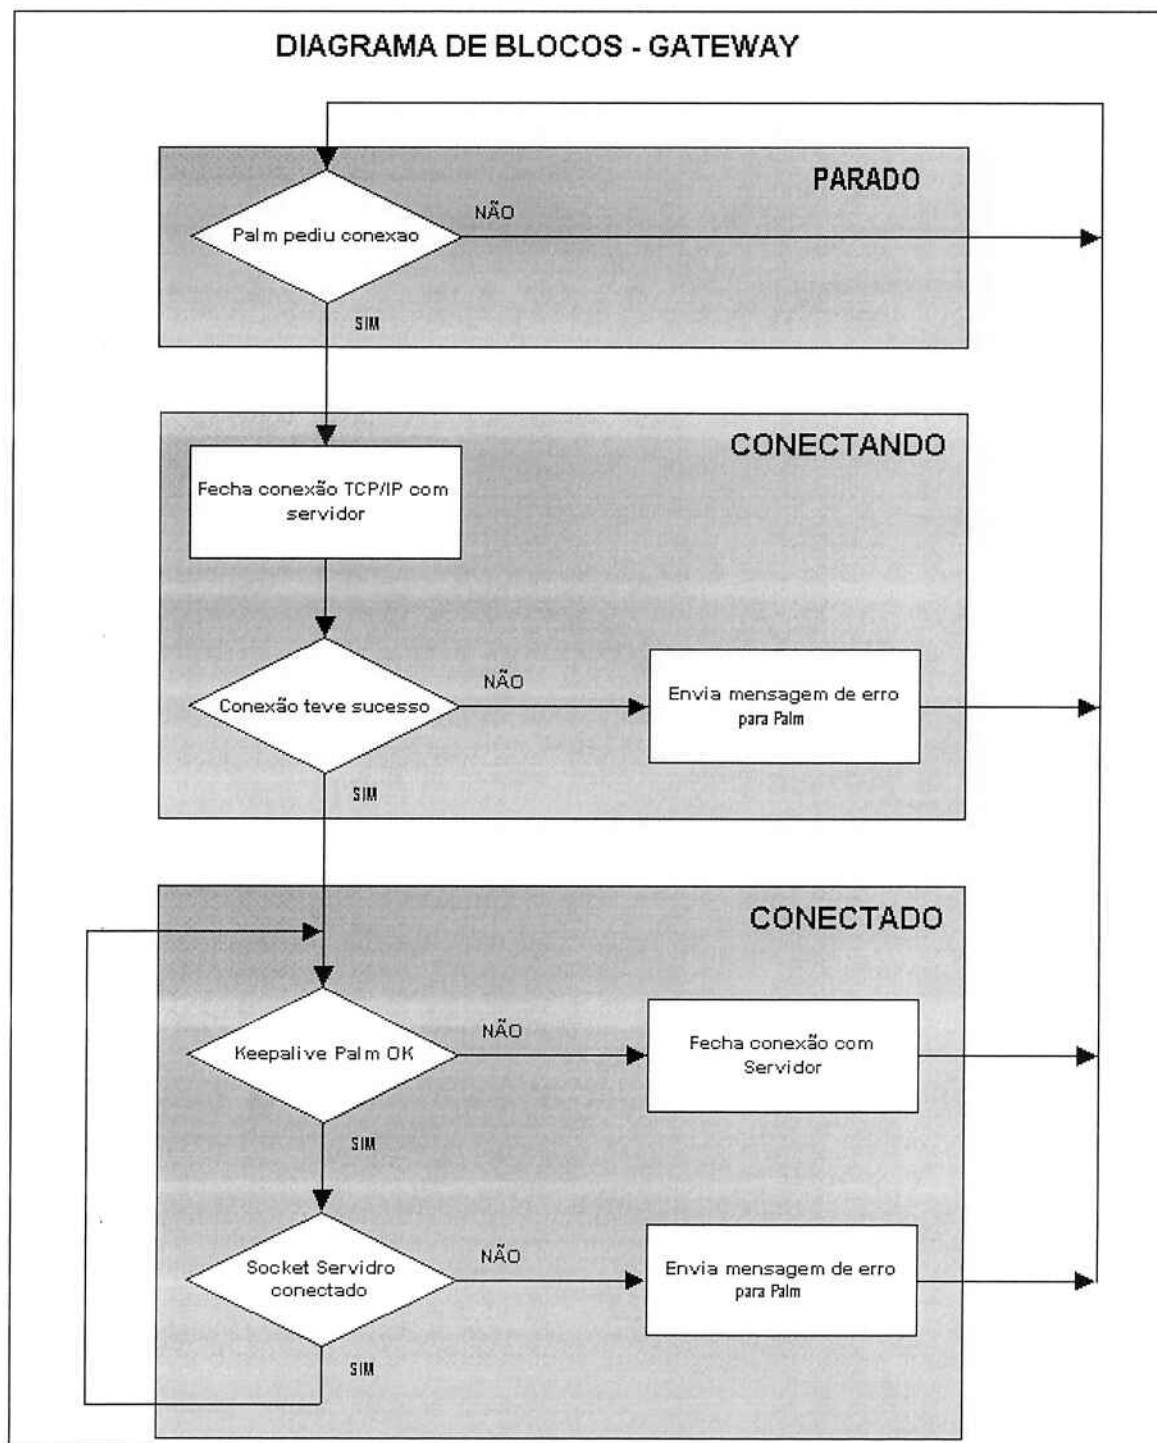 DIAGRAMA DE BLOCOS - GATEWAY
PARADO
NÃO
Palm pediu conexao
SIM
CONECTANDO
Fecha conexão TCP/IP com
servidor
NÃO
Conexão teve sucesso
Envia mensagem de erro
para Palm
SIM
CONECTADO
NÃO
Keepalive Palm OK
Fecha conexão com
Servidor
SIM
NÃO
Socket Servidro
conectado
Envia mensagem de erro
para Palm
SIM